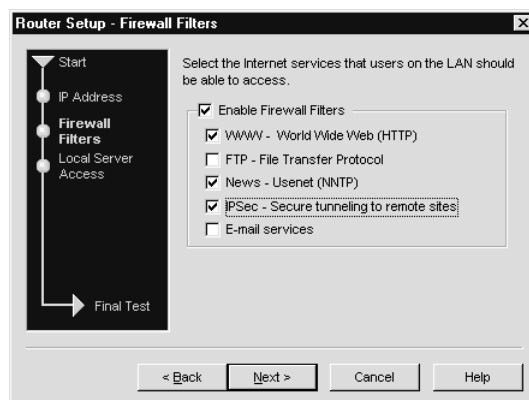 Router Setup - Firewall Filters
Start
IP Address
Firewall
Filters
Local Server
Access
Final Test
Select the Internet services that users on the LAN should
be able to access.
Enable Firewall Filters
WWW - World Wide Web (HTTP)
FTP - File Transfer Protocol
News - Usenet (NNTP)
IPSec - Secure tunneling to remote sites
E-mail services
< Back
Next >
Cancel
Help